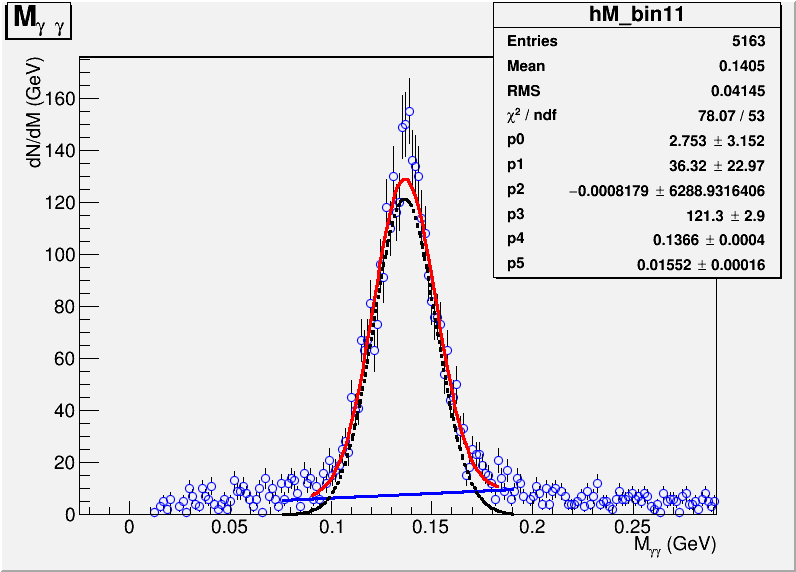 Mγ γ
hM_bin11
Entries 5163
Mean 0.1405
RMS 0.04145
χ² / ndf 78.07 / 53
p0 2.753 ± 3.152
p1 36.32 ± 22.97
p2 −0.0008179 ± 6288.9316406
p3 121.3 ± 2.9
p4 0.1366 ± 0.0004
p5 0.01552 ± 0.00016
dN/dM (GeV)
160
140
120
100
80
60
40
20
0
0 0.05 0.1 0.15 0.2 0.25
Mγγ (GeV)